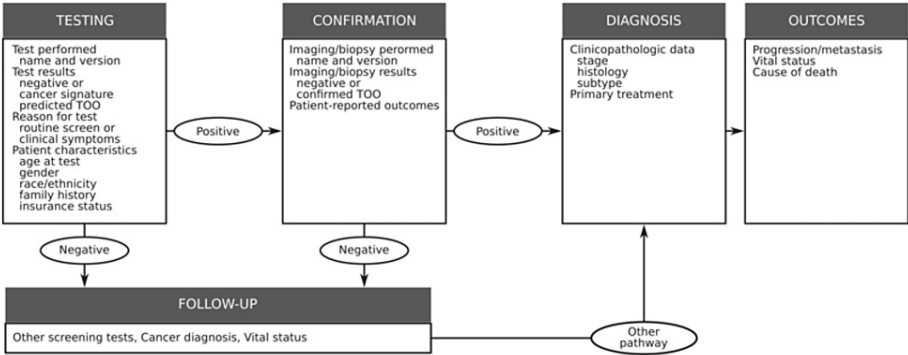 TESTING
Test performed
name and version
Test results
negative or
cancer signature
predicted TOO
Reason for test
routine screen or
clinical symptoms
Patient characteristics
age at test
gender
race/ethnicity
family history
insurance status
Positive
CONFIRMATION
Imaging/biopsy perormed
name and version
Imaging/biopsy results
negative or
confirmed TOO
Patient-reported outcomes
Positive
DIAGNOSIS
Clinicopathologic data
stage
histology
subtype
Primary treatment
OUTCOMES
Progression/metastasis
Vital status
Cause of death
Negative
Negative
FOLLOW-UP
Other screening tests, Cancer diagnosis, Vital status
Other
pathway